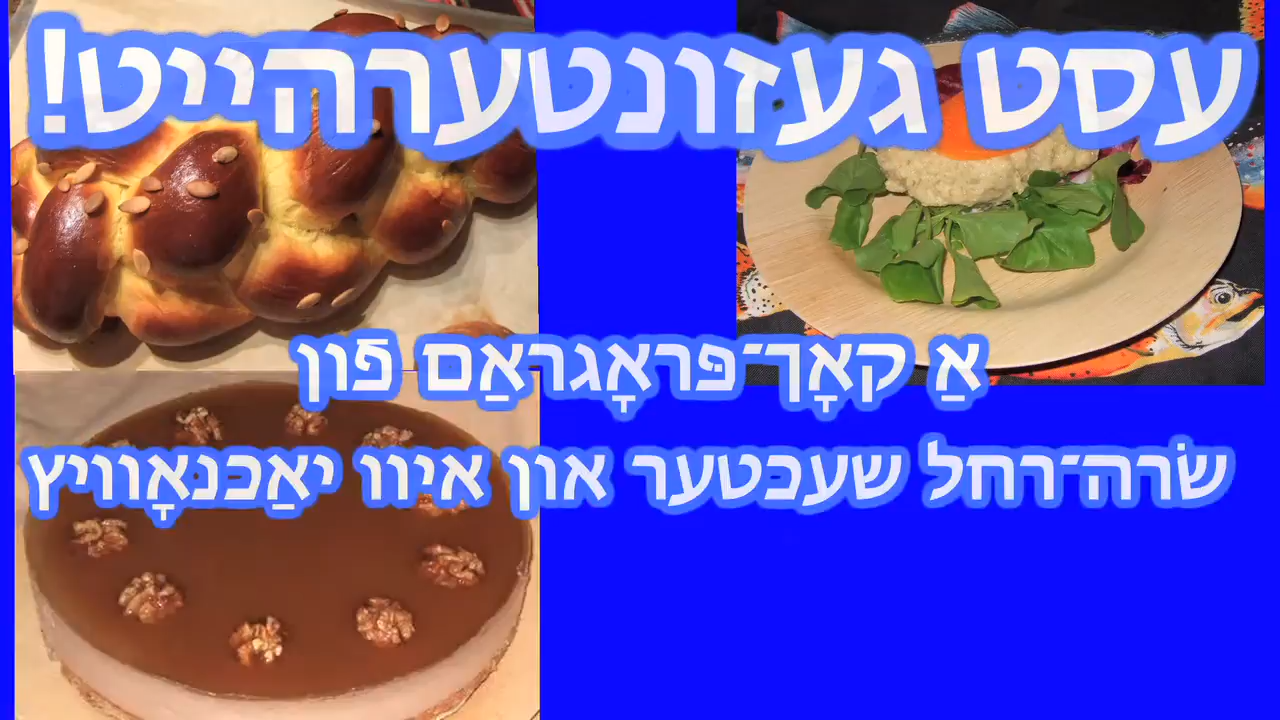 עסט געזונטערהייט!
אַ קאָך־פּראָגראַם פֿון
שׂרה־רחל שעכטער און איוו יאַכנאָוויץ